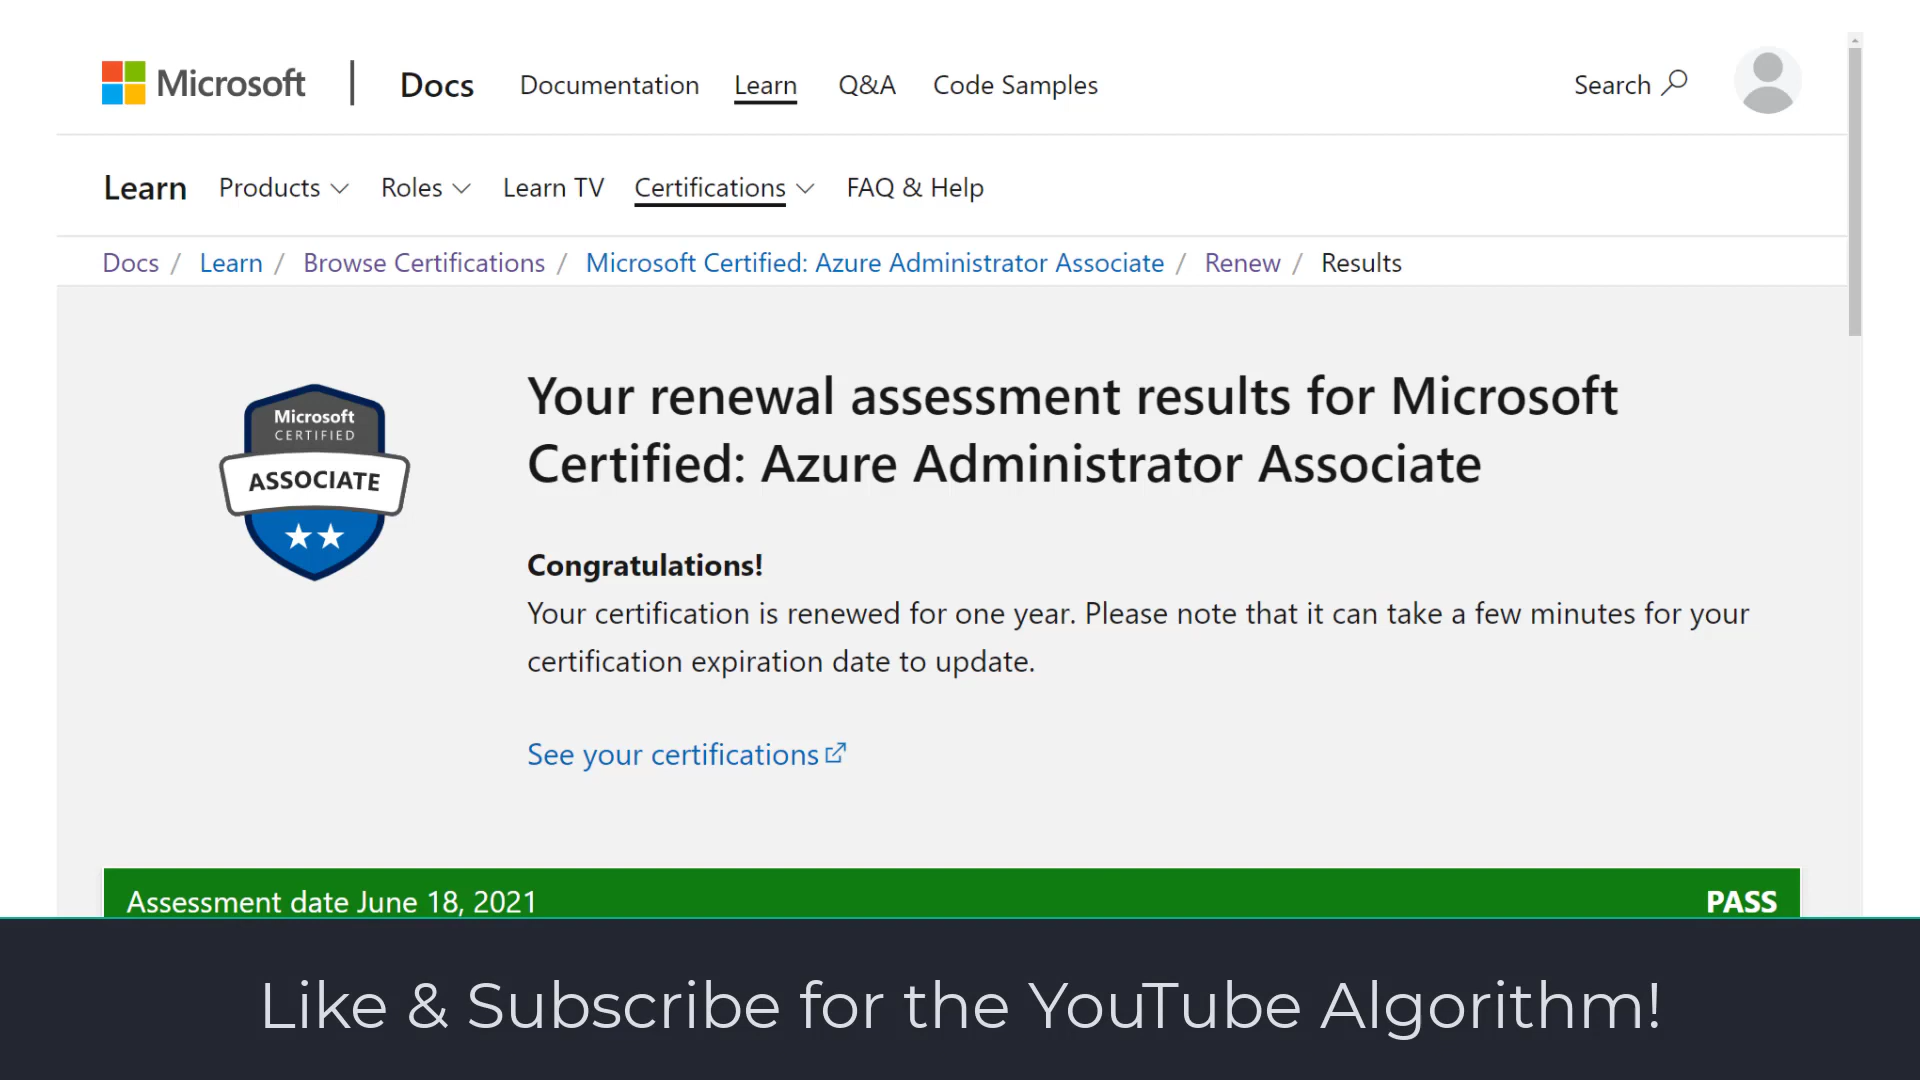 Microsoft Docs Documentation Learn Q&A Code Samples Search
Learn Products Roles Learn TV Certifications FAQ & Help
Docs / Learn / Browse Certifications / Microsoft Certified: Azure Administrator Associate / Renew / Results
Microsoft
CERTIFIED
ASSOCIATE
Your renewal assessment results for Microsoft
Certified: Azure Administrator Associate
Congratulations!
Your certification is renewed for one year. Please note that it can take a few minutes for your
certification expiration date to update.
See your certifications
Assessment date June 18, 2021 PASS
Like & Subscribe for the YouTube Algorithm!